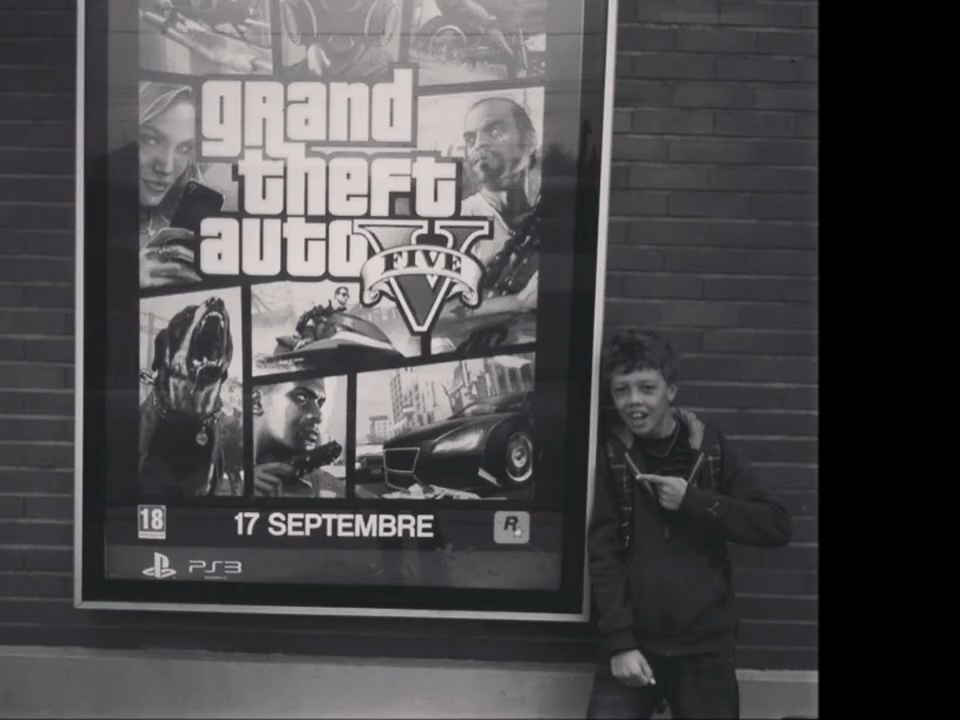 grand
theft
auto V
FIVE
18
17 SEPTEMBRE
R
PS3